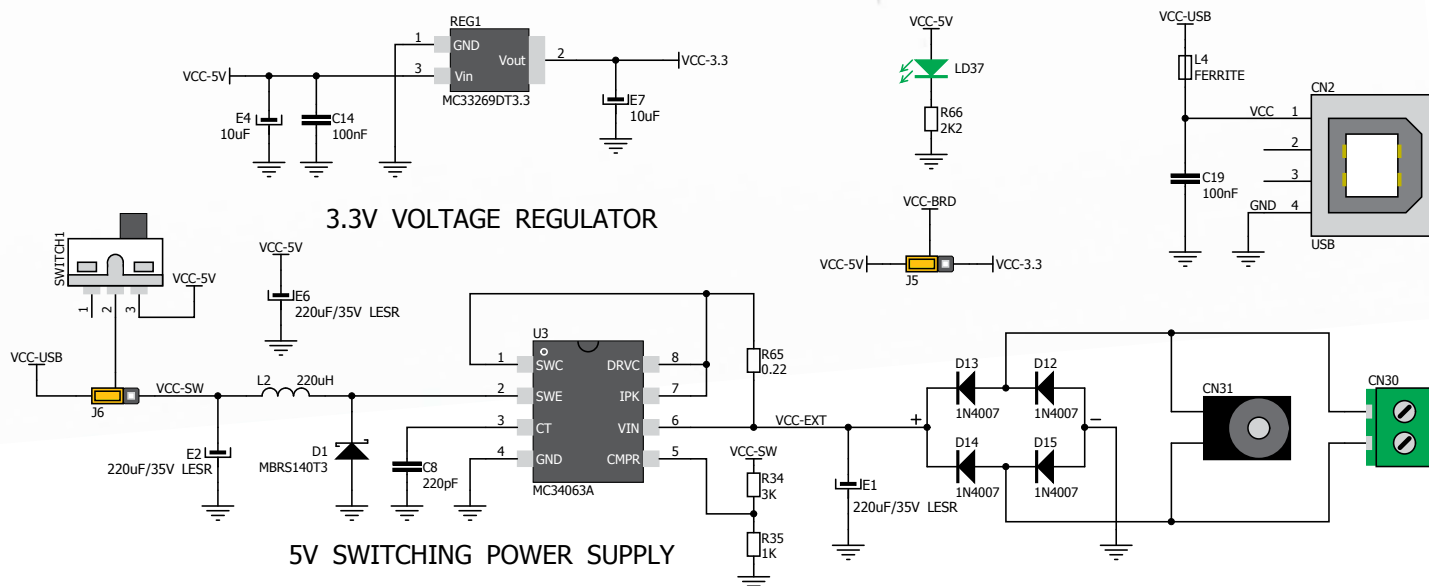 REG1
1
GND
Vout
2
VCC-3.3
VCC-5V
3
Vin
MC33269DT3.3
E4
10uF
C14
100nF
E7
10uF
3.3V VOLTAGE REGULATOR
VCC-5V
LD37
R66
2K2
VCC-USB
L4
FERRITE
CN2
VCC
1
2
3
C19
100nF
GND
4
USB
VCC-BRD
VCC-5V
VCC-3.3
J5
SWITCH1
1
2
3
VCC-5V
VCC-5V
E6
220uF/35V LESR
VCC-USB
J6
VCC-SW
L2
220uH
E2
220uF/35V LESR
D1
MBRS140T3
C8
220pF
U3
1
SWC
DRVC
8
2
SWE
IPK
7
3
CT
VIN
6
4
GND
CMPR
5
MC34063A
R65
0.22
VCC-EXT
VCC-SW
R34
3K
R35
1K
E1
220uF/35V LESR
D13
1N4007
D12
1N4007
+
−
D14
1N4007
D15
1N4007
CN31
CN30
5V SWITCHING POWER SUPPLY